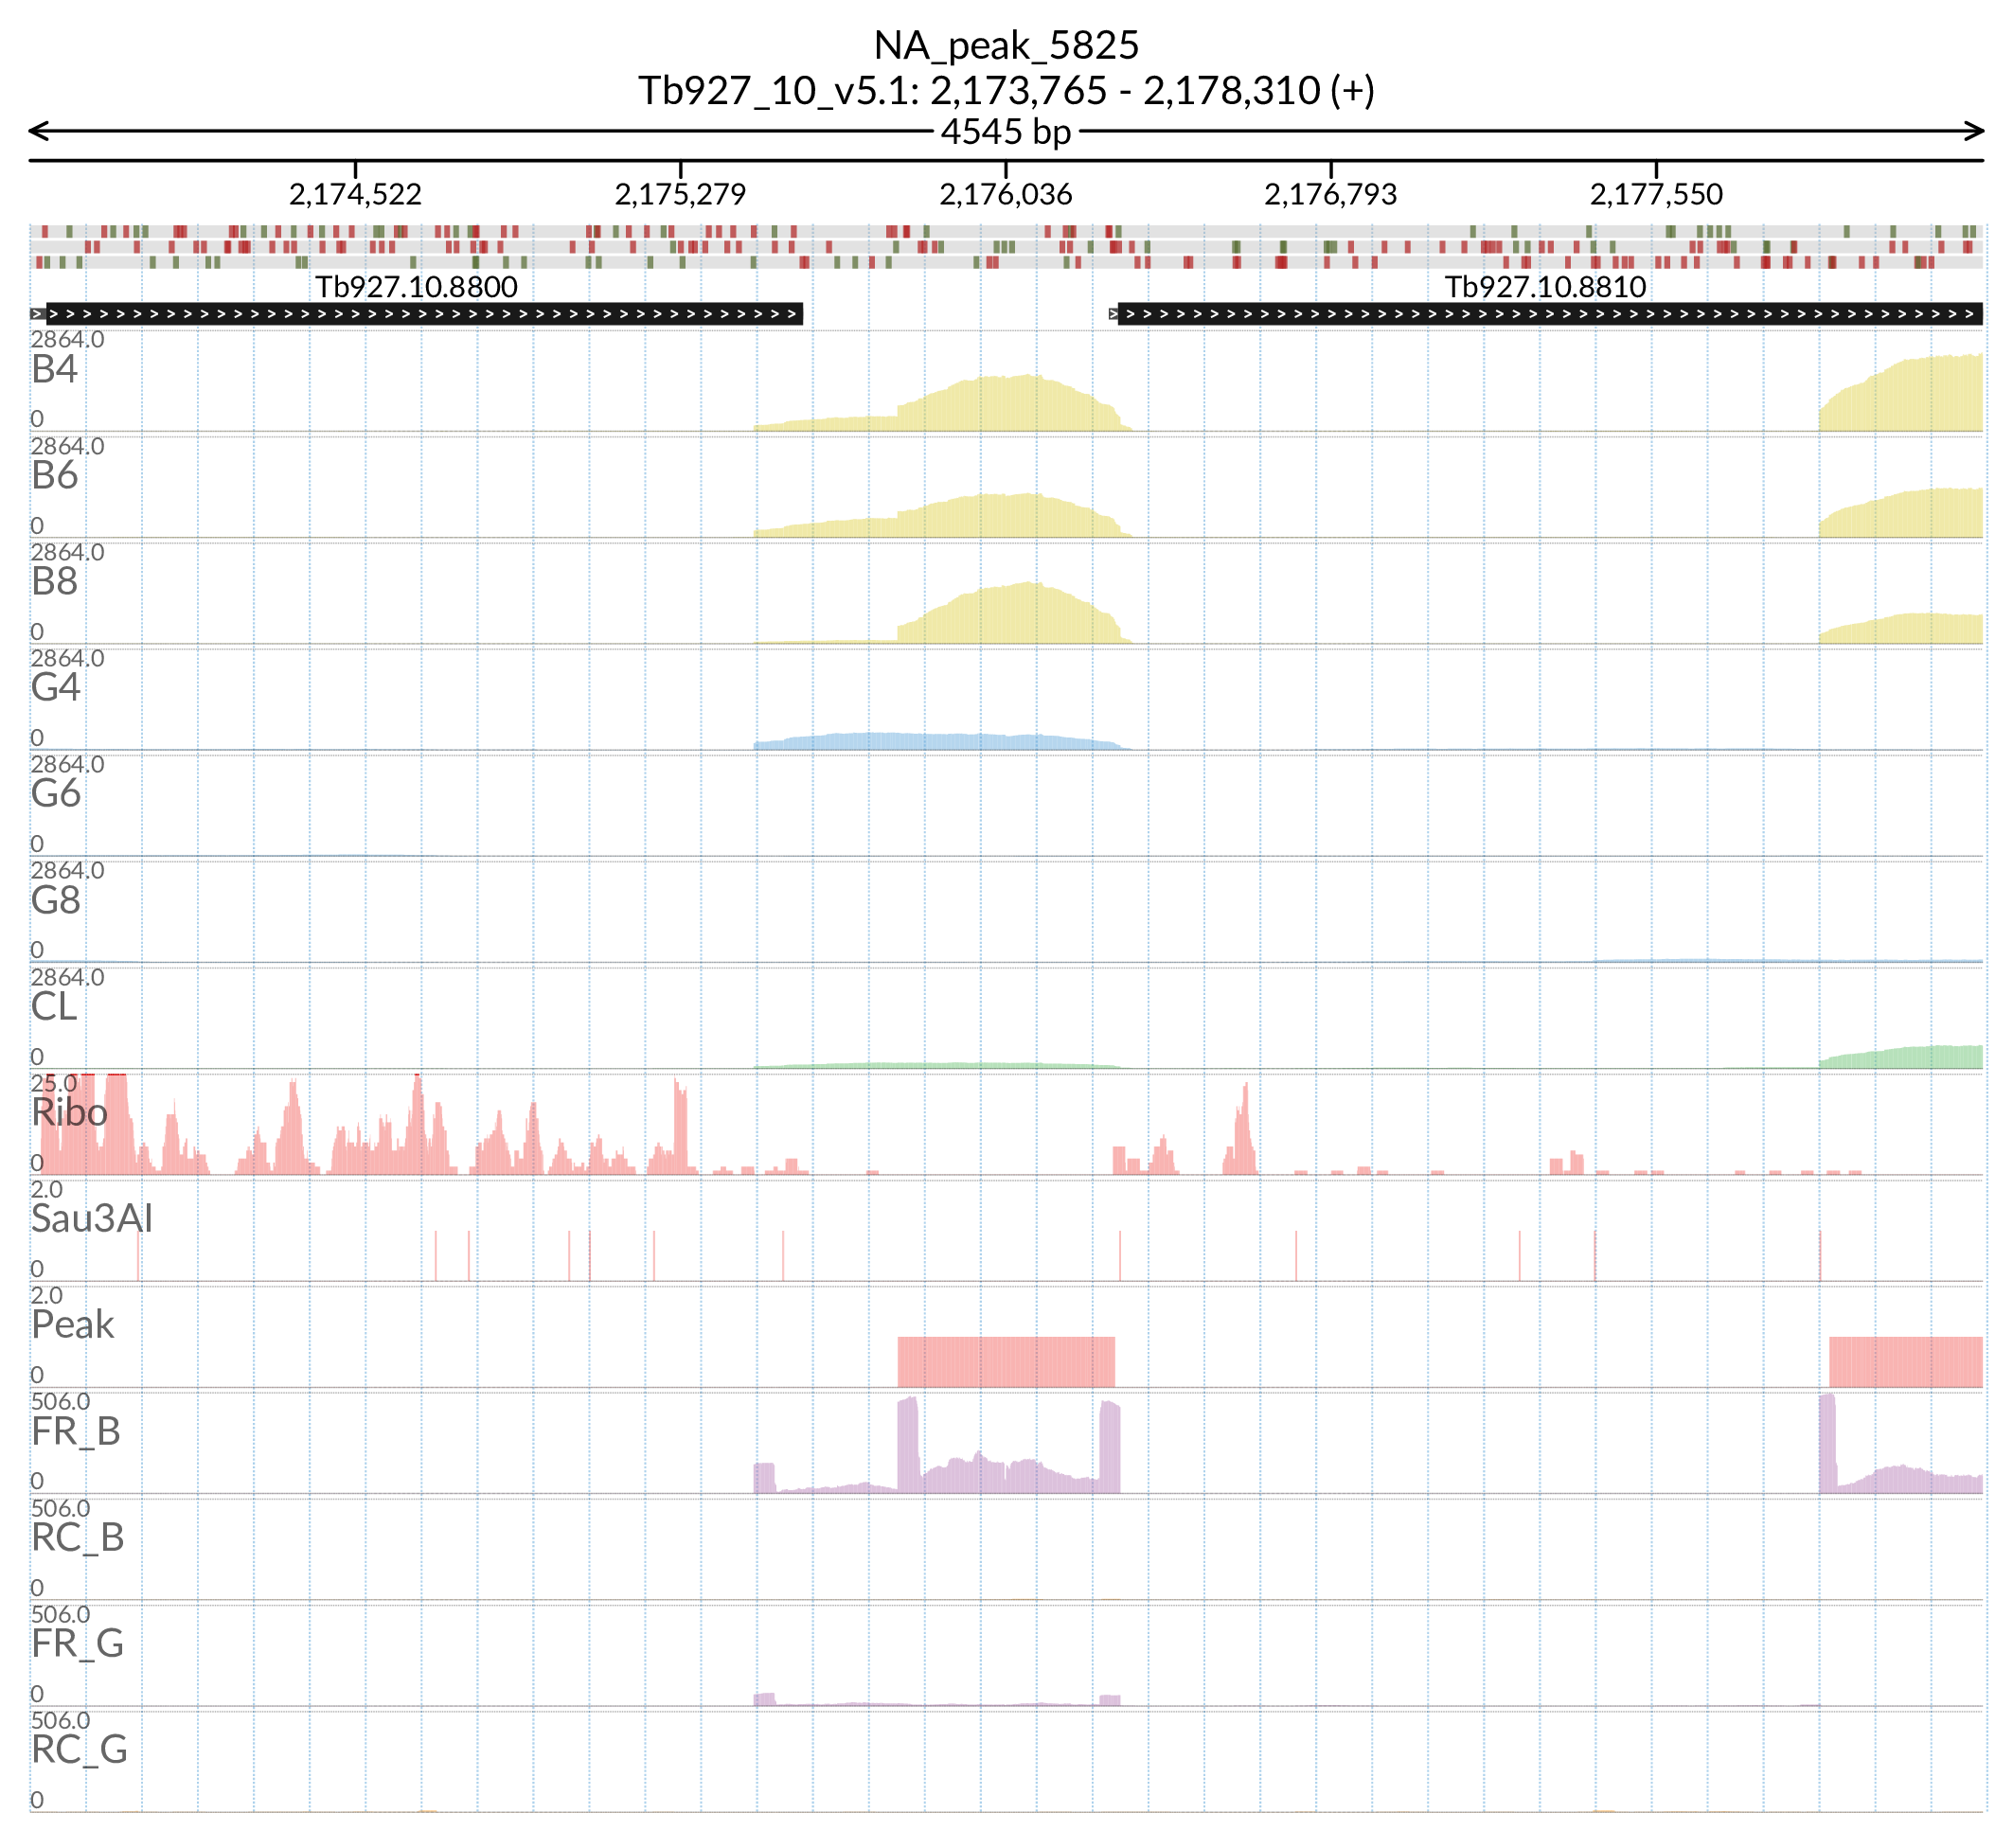 NA_peak_5825
Tb927_10_v5.1: 2,173,765 - 2,178,310 (+)
4545 bp
2,174,522 2,175,279 2,176,036 2,176,793 2,177,550
Tb927.10.8800 Tb927.10.8810
2864.0
B4
0
2864.0
B6
0
2864.0
B8
0
2864.0
G4
0
2864.0
G6
0
2864.0
G8
0
2864.0
CL
0
25.0
Ribo
0
2.0
Sau3AI
0
2.0
Peak
0
506.0
FR_B
0
506.0
RC_B
0
506.0
FR_G
0
506.0
RC_G
0